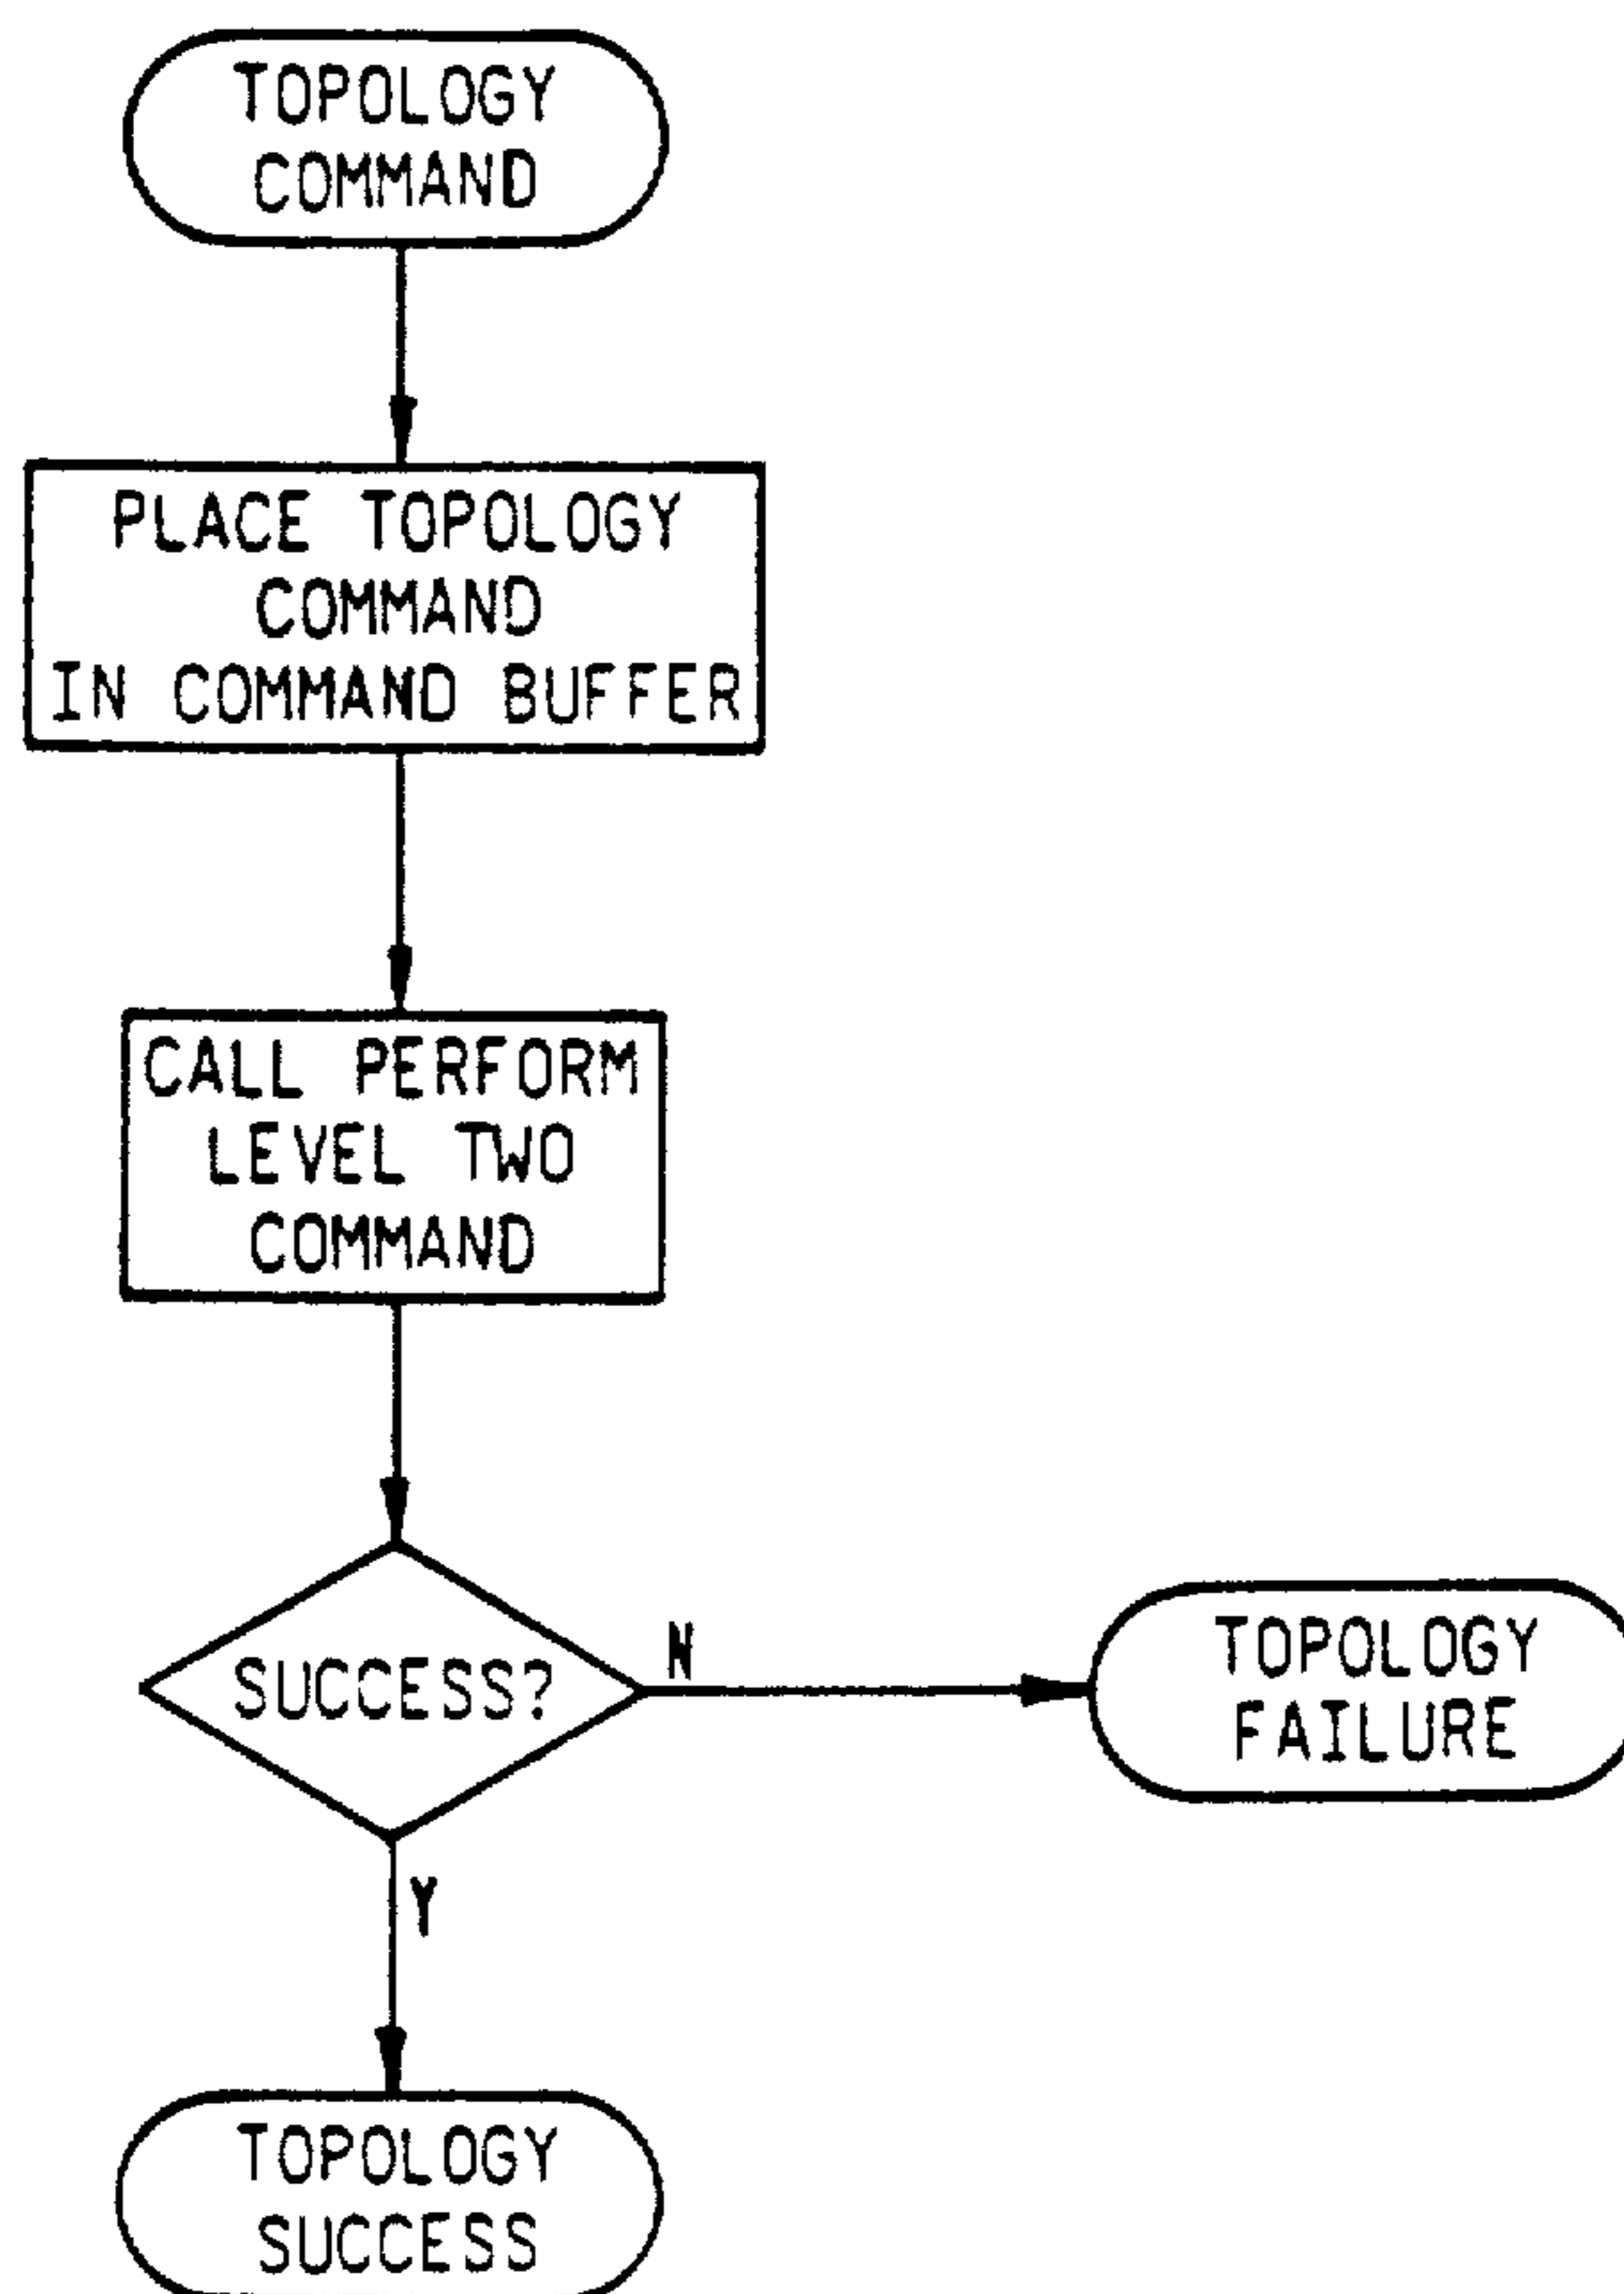 TOPOLOGY
COMMAND
PLACE TOPOLOGY
COMMAND
IN COMMAND BUFFER
CALL PERFORM
LEVEL TWO
COMMAND
SUCCESS?
N
TOPOLOGY
FAILURE
Y
TOPOLOGY
SUCCESS